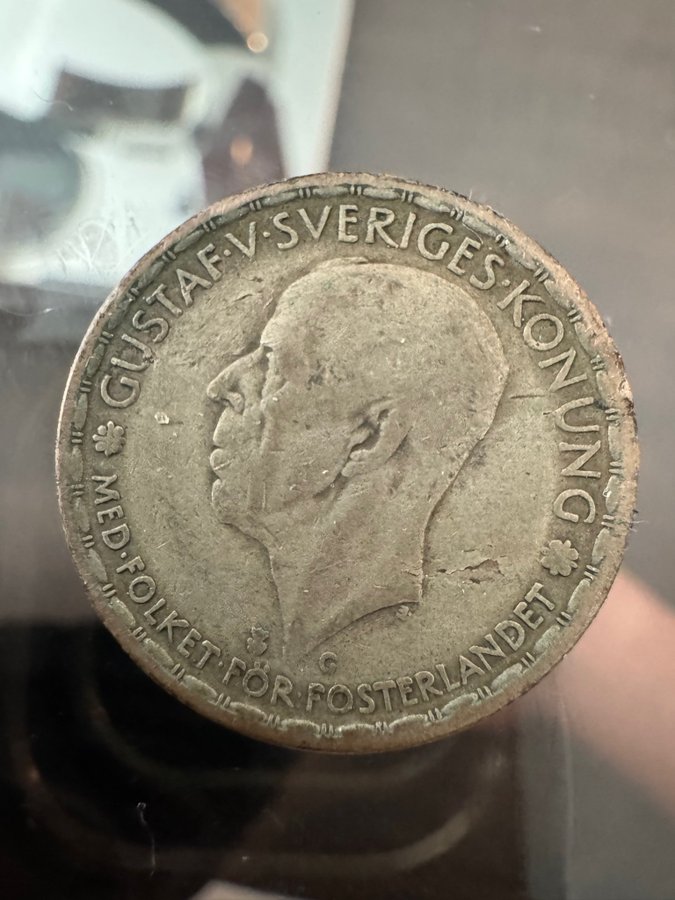 GUSTAF·V·SVERIGES·KONUNG
MED·FOLKET·FÖR·FOSTERLANDET
G